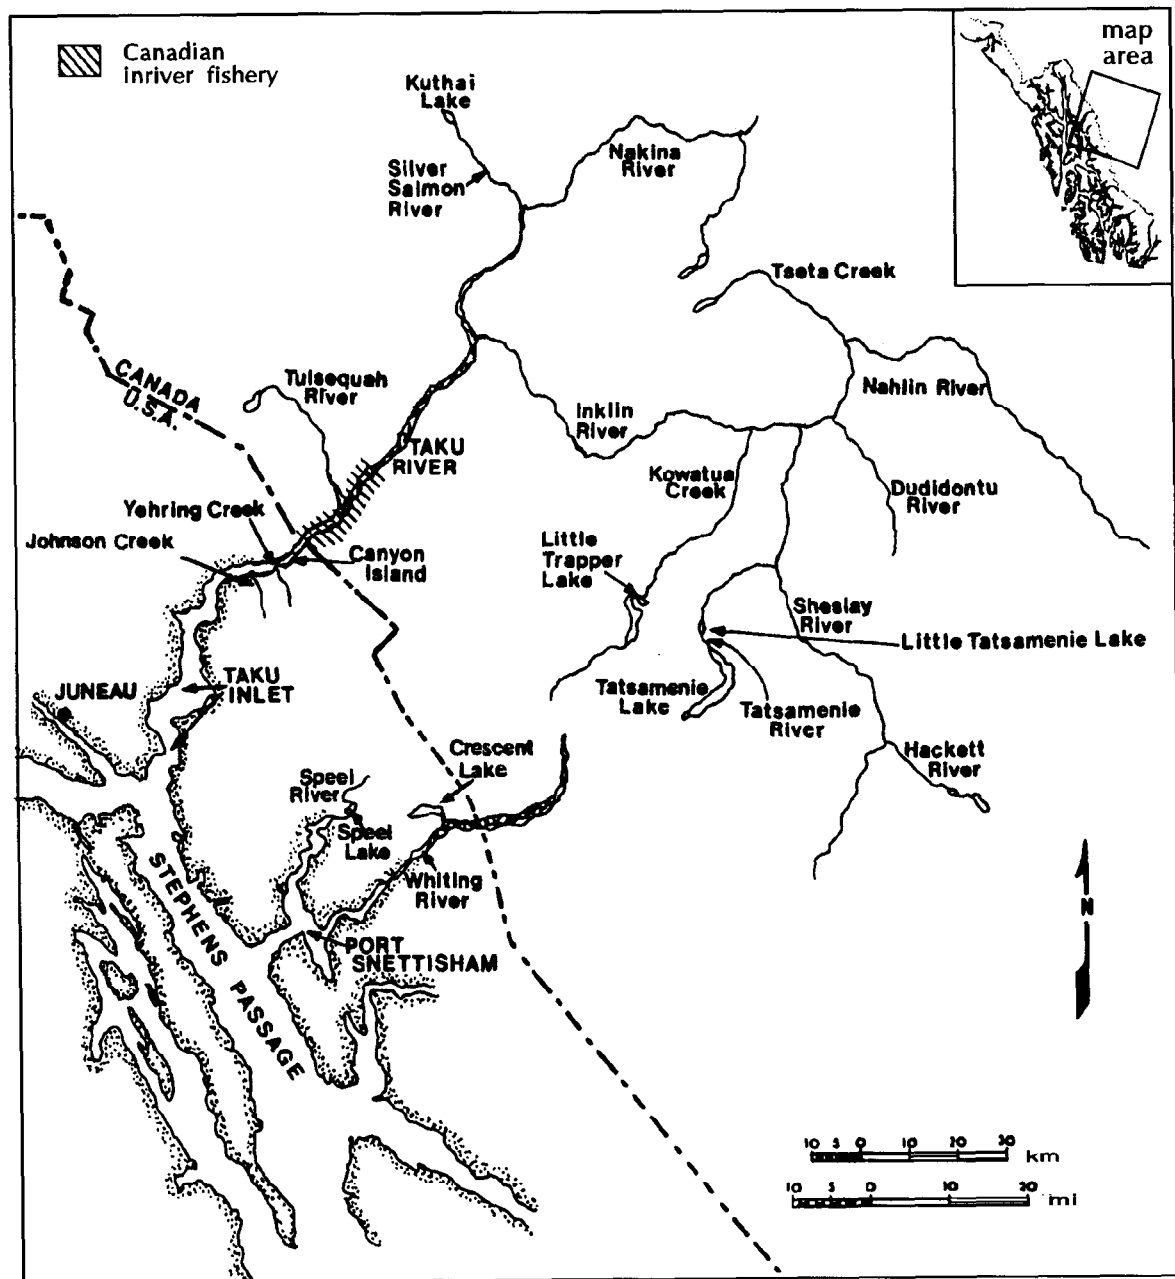 Canadian
inriver fishery
map
area
Kuthai
Lake
Nakina
River
Silver
Salmon
River
Tseta Creek
CANADA
U.S.A.
Tulsequah
River
Nahlin River
Inklin
River
TAKU
RIVER
Kowatua
Creek
Dudidontu
River
Yehring Creek
Johnson Creek
Canyon
Island
Little
Trapper
Lake
Sheslay
River
Little Tatsamenie Lake
JUNEAU
TAKU
INLET
Tatsamenie
Lake
Tatsamenie
River
Hackett
River
Crescent
Lake
Speel
River
Speel
Lake
Whiting
River
STEPHENS PASSAGE
PORT
SNETTISHAM
N
10 5 0 10 20 30
km
10 5 0 10 20
mi